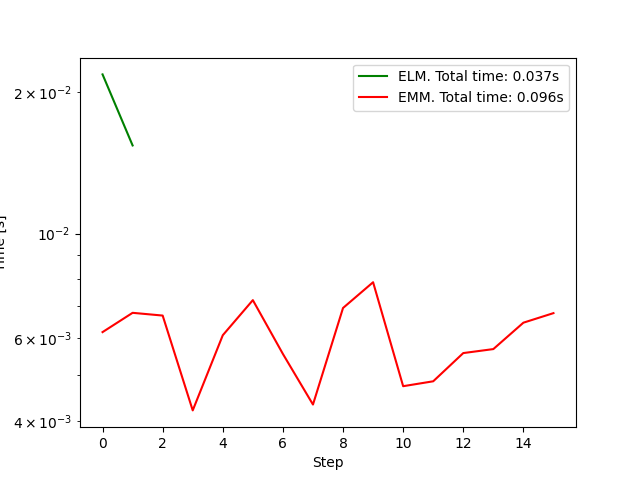 ELM. Total time: 0.037s
EMM. Total time: 0.096s
2 × 10⁻²
10⁻²
6 × 10⁻³
4 × 10⁻³
0 2 4 6 8 10 12 14
Step